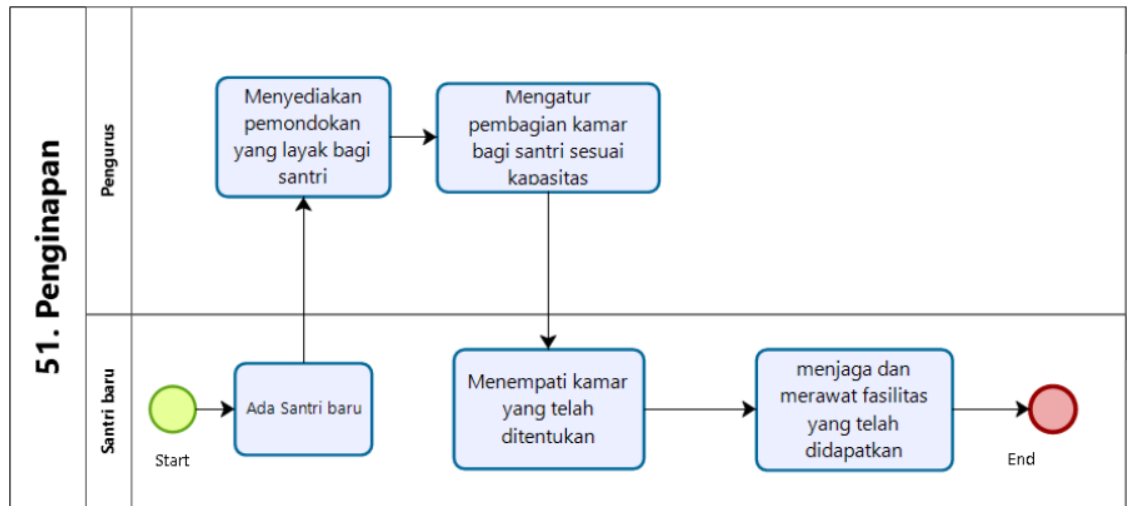 51. Penginapan
Pengurus
Menyediakan
pemondokan
yang layak bagi
santri
Mengatur
pembagian kamar
bagi santri sesuai
kapasitas
Santri baru
Start
Ada Santri baru
Menempati kamar
yang telah
ditentukan
menjaga dan
merawat fasilitas
yang telah
didapatkan
End